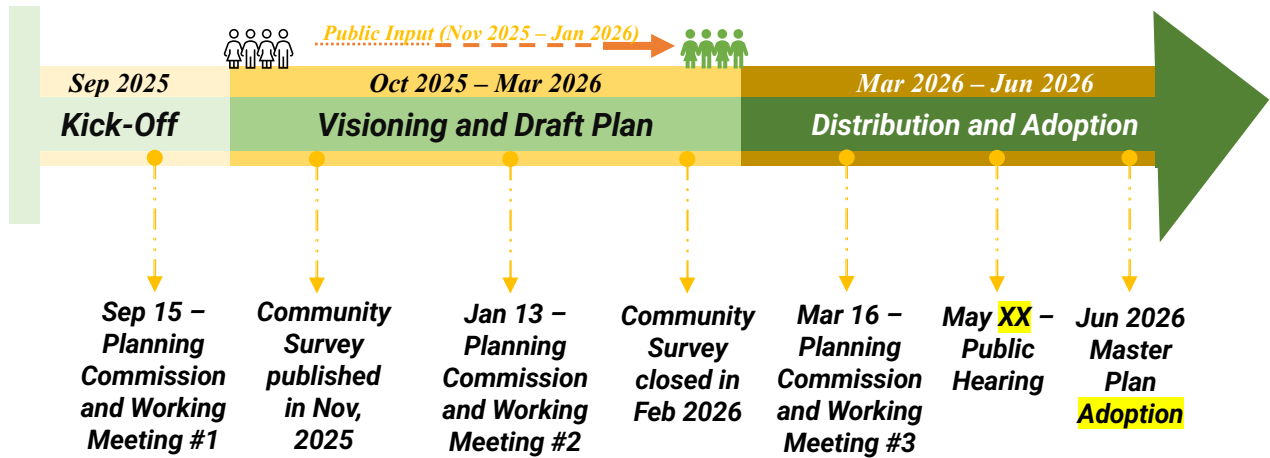 Public Input (Nov 2025 – Jan 2026)
Sep 2025
Oct 2025 – Mar 2026
Mar 2026 – Jun 2026
Kick-Off
Visioning and Draft Plan
Distribution and Adoption
Sep 15 –
Planning
Commission
and Working
Meeting #1
Community
Survey
published
in Nov,
2025
Jan 13 –
Planning
Commission
and Working
Meeting #2
Community
Survey
closed in
Feb 2026
Mar 16 –
Planning
Commission
and Working
Meeting #3
May XX –
Public
Hearing
Jun 2026
Master
Plan
Adoption